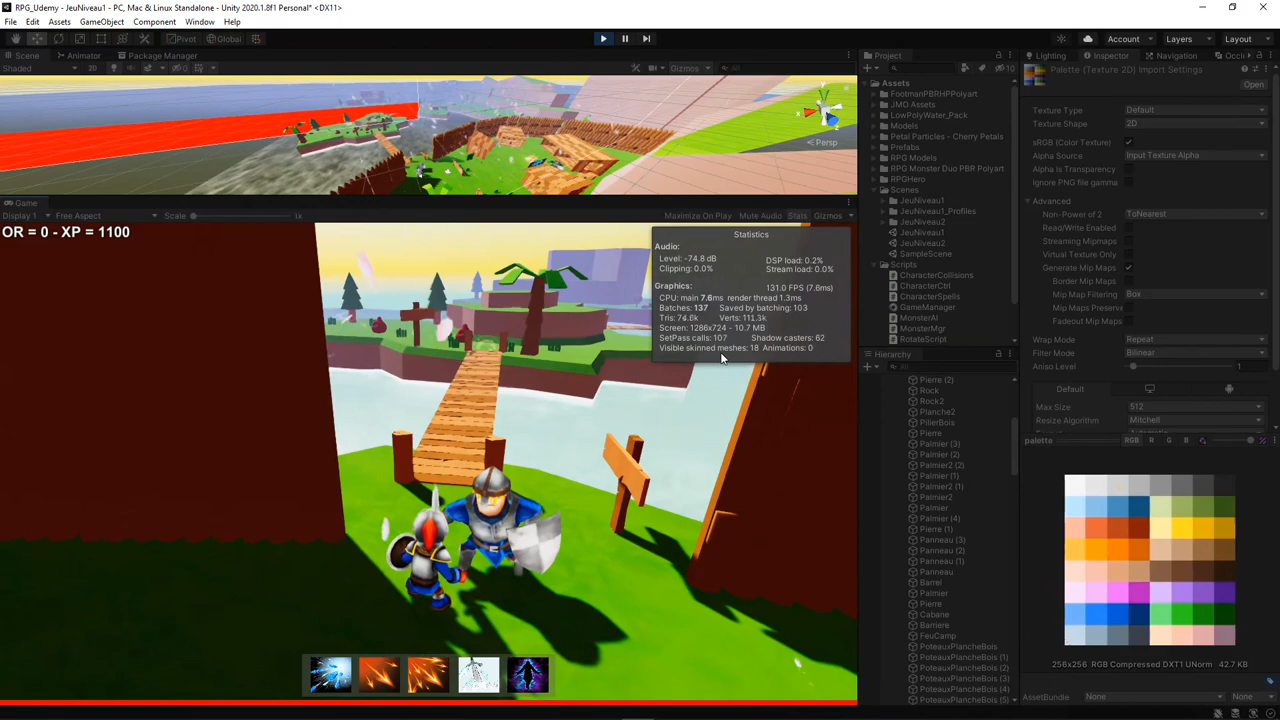 RPG_Udemy - JeuNiveau1 - PC, Mac & Linux Standalone - Unity 2020.1.8f1 Personal* <DX11>
File Edit Assets GameObject Component Window Help
Pivot Global
Account Layers Layout
Scene Animator Package Manager
Shaded 2D Gizmos All
Persp
Game
Display 1 Free Aspect Scale 1x Maximize On Play Mute Audio Stats Gizmos
OR = 0 - XP = 1100
Statistics
Audio:
Level: -74.8 dB DSP load: 0.2%
Clipping: 0.0% Stream load: 0.0%
Graphics: 131.0 FPS (7.6ms)
CPU: main 7.6ms render thread 1.3ms
Batches: 137 Saved by batching: 103
Tris: 74.8k Verts: 111.3k
Screen: 1286x724 - 10.7 MB
SetPass calls: 107 Shadow casters: 62
Visible skinned meshes: 18 Animations: 0
Project
10
Assets
FootmanPBRHPPolyart
JMO Assets
LowPolyWater_Pack
Models
Petal Particles - Cherry Petals
Prefabs
RPG Models
RPG Monster Duo PBR Polyart
RPGHero
Scenes
JeuNiveau1
JeuNiveau1_Profiles
JeuNiveau2
JeuNiveau1
JeuNiveau2
SampleScene
Scripts
CharacterCollisions
CharacterCtrl
CharacterSpells
GameManager
MonsterAI
MonsterMgr
RotateScript
Hierarchy
All
Pierre (2)
Rock
Rock2
Planche2
PilierBois
Pierre
Palmier (3)
Palmier (2)
Palmier2 (2)
Palmier (1)
Palmier2 (1)
Palmier2
Palmier
Palmier (4)
Pierre (1)
Panneau (3)
Panneau (2)
Panneau (1)
Panneau
Barrel
Palmier
Pierre
Cabane
Barriere
FeuCamp
PoteauxPlancheBois
PoteauxPlancheBois (1)
PoteauxPlancheBois (2)
PoteauxPlancheBois (3)
PoteauxPlancheBois (4)
PoteauxPlancheBois (5)
Lighting Inspector Navigation Occlu
Palette (Texture 2D) Import Settings
Open
Texture Type Default
Texture Shape 2D
sRGB (Color Texture)
Alpha Source Input Texture Alpha
Alpha Is Transparency
Ignore PNG file gamma
Advanced
Non-Power of 2 ToNearest
Read/Write Enabled
Streaming Mipmaps
Virtual Texture Only
Generate Mip Maps
Border Mip Maps
Mip Map Filtering Box
Mip Maps Preserve
Fadeout Mip Maps
Wrap Mode Repeat
Filter Mode Bilinear
Aniso Level 1
Default
Max Size 512
Resize Algorithm Mitchell
palette RGB R G B
256x256 RGB Compressed DXT1 UNorm 42.7 KB
AssetBundle None None